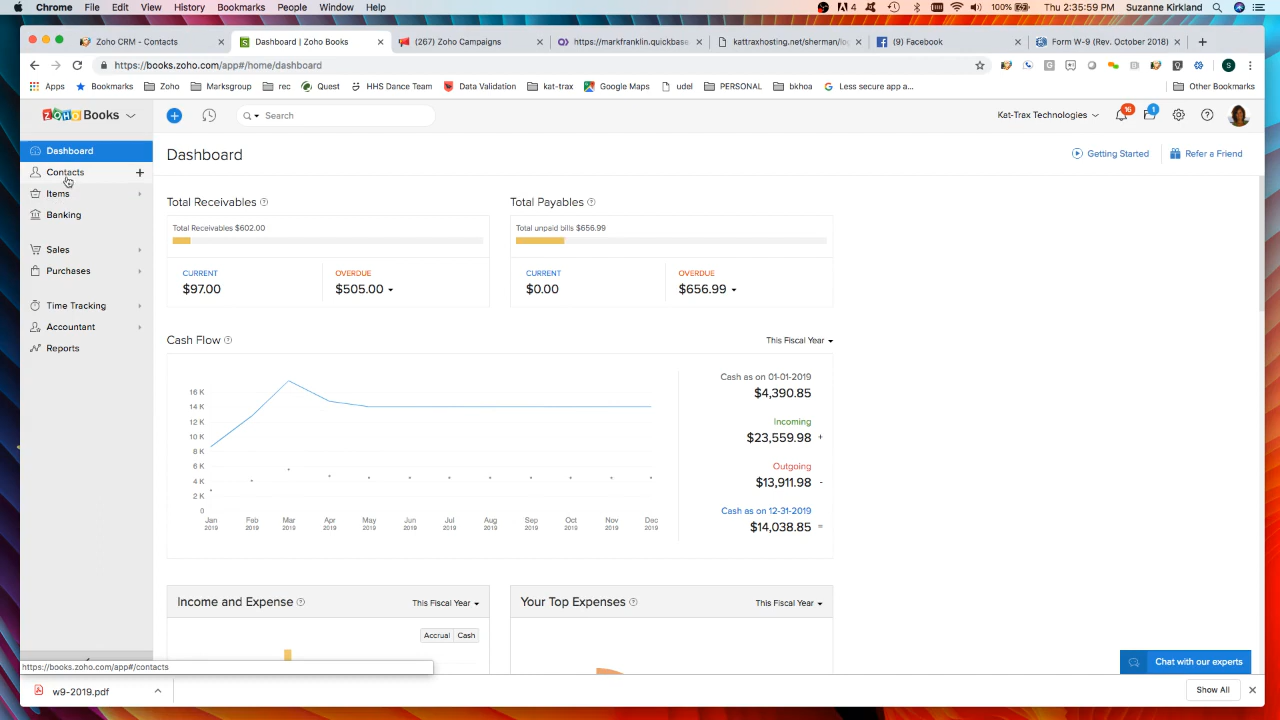 Chrome File Edit View History Bookmarks People Window Help 4 100% Thu 2:35:59 PM Suzanne Kirkland
Zoho CRM - Contacts × Dashboard | Zoho Books × (267) Zoho Campaigns × https://markfranklin.quickbase × kattraxhosting.net/sherman/lo × (9) Facebook × Form W-9 (Rev. October 2018) ×
https://books.zoho.com/app#/home/dashboard
Apps Bookmarks Zoho Marksgroup rec Quest HHS Dance Team Data Validation kat-trax Google Maps udel PERSONAL bkhoa Less secure app a... Other Bookmarks
ZOHO Books Search Kat-Trax Technologies 16 1
Dashboard
Contacts +
Items
Banking
Sales
Purchases
Time Tracking
Accountant
Reports
Dashboard Getting Started Refer a Friend
Total Receivables Total Payables
Total Receivables $602.00 Total unpaid bills $656.99
CURRENT OVERDUE CURRENT OVERDUE
$97.00 $505.00 $0.00 $656.99
Cash Flow This Fiscal Year
16 K
14 K
12 K
10 K
8 K
6 K
4 K
2 K
0
Jan Feb Mar Apr May Jun Jul Aug Sep Oct Nov Dec
2019 2019 2019 2019 2019 2019 2019 2019 2019 2019 2019 2019
Cash as on 01-01-2019
$4,390.85
Incoming
$23,559.98 +
Outgoing
$13,911.98 -
Cash as on 12-31-2019
$14,038.85 =
Income and Expense This Fiscal Year Your Top Expenses This Fiscal Year
Accrual Cash
Chat with our experts
https://books.zoho.com/app#/contacts
w9-2019.pdf Show All